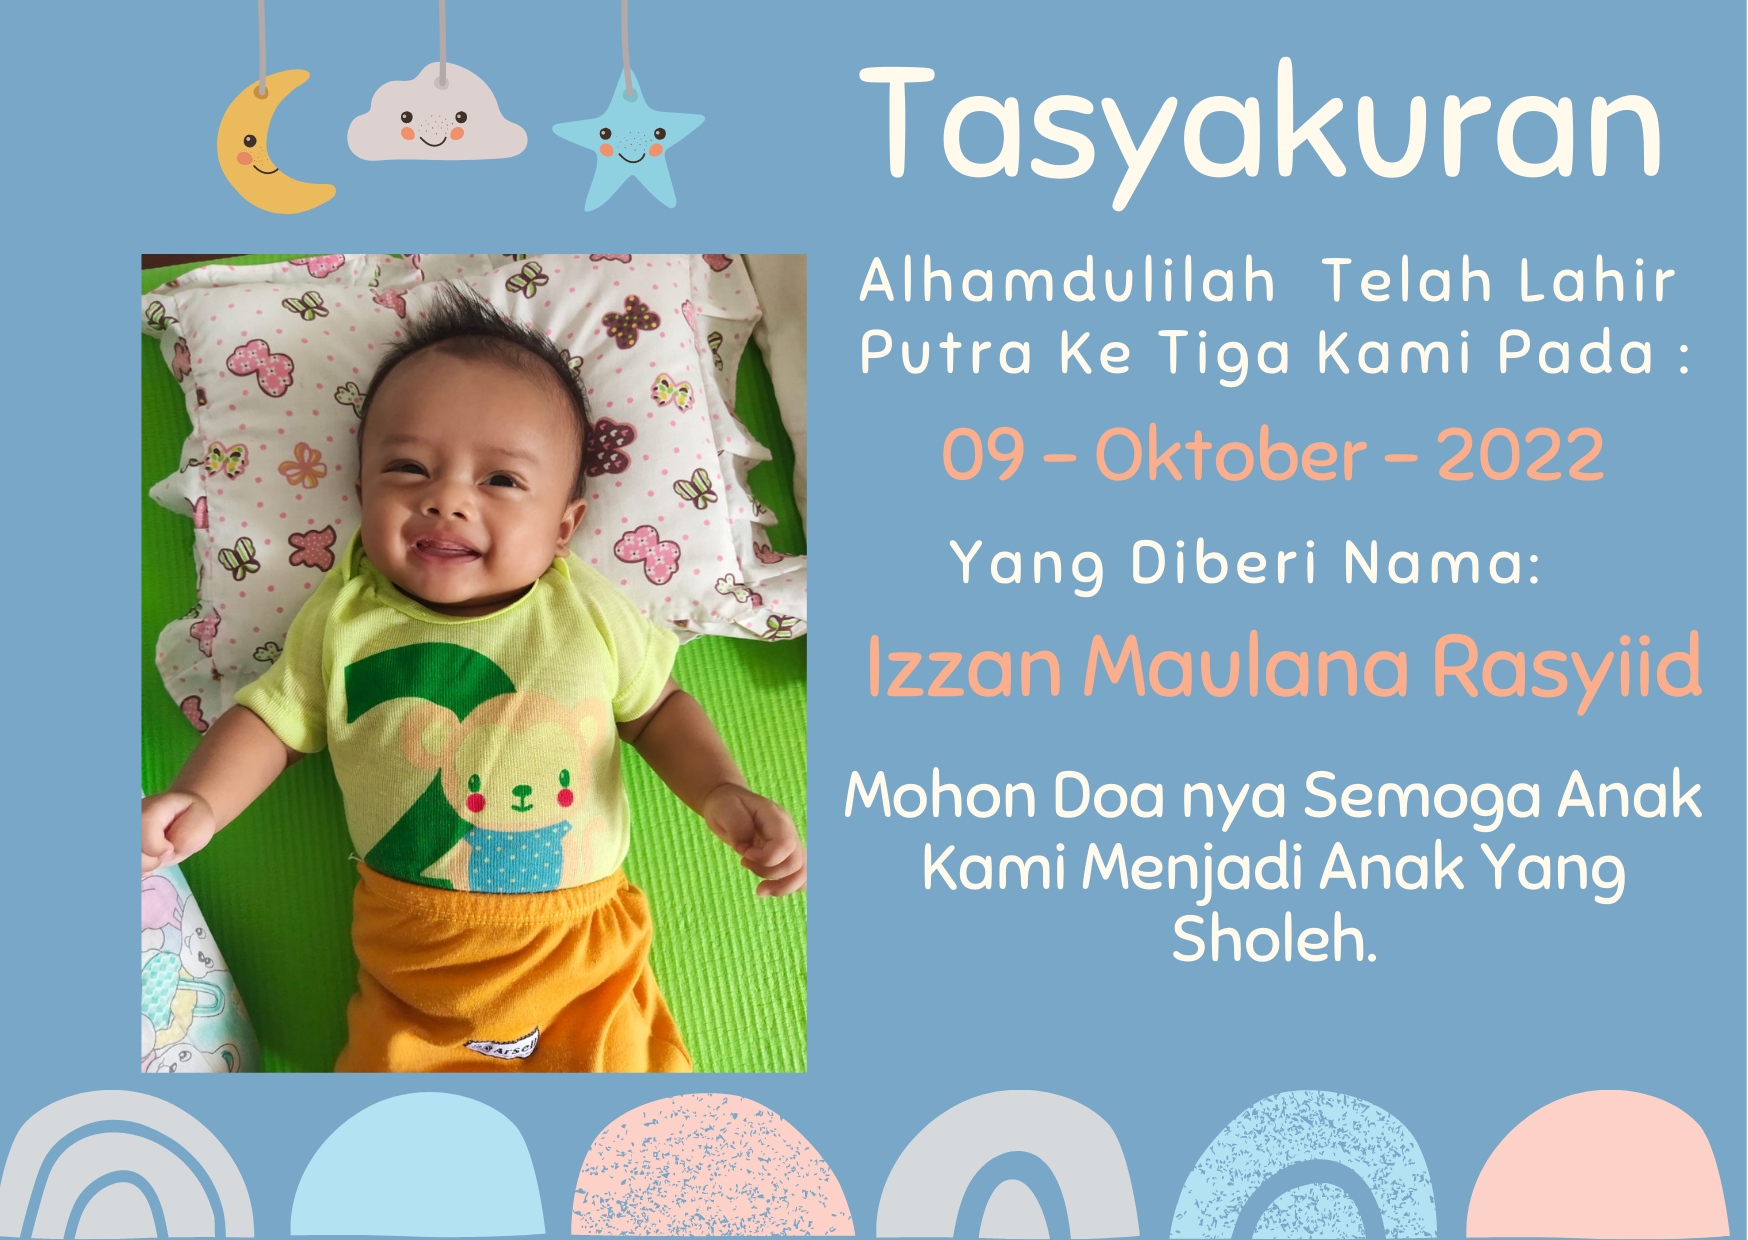 Tasyakuran
Alhamdulilah Telah Lahir
Putra Ke Tiga Kami Pada :
09 - Oktober - 2022
Yang Diberi Nama:
Izzan Maulana Rasyiid
Mohon Doa nya Semoga Anak
Kami Menjadi Anak Yang
Sholeh.
2